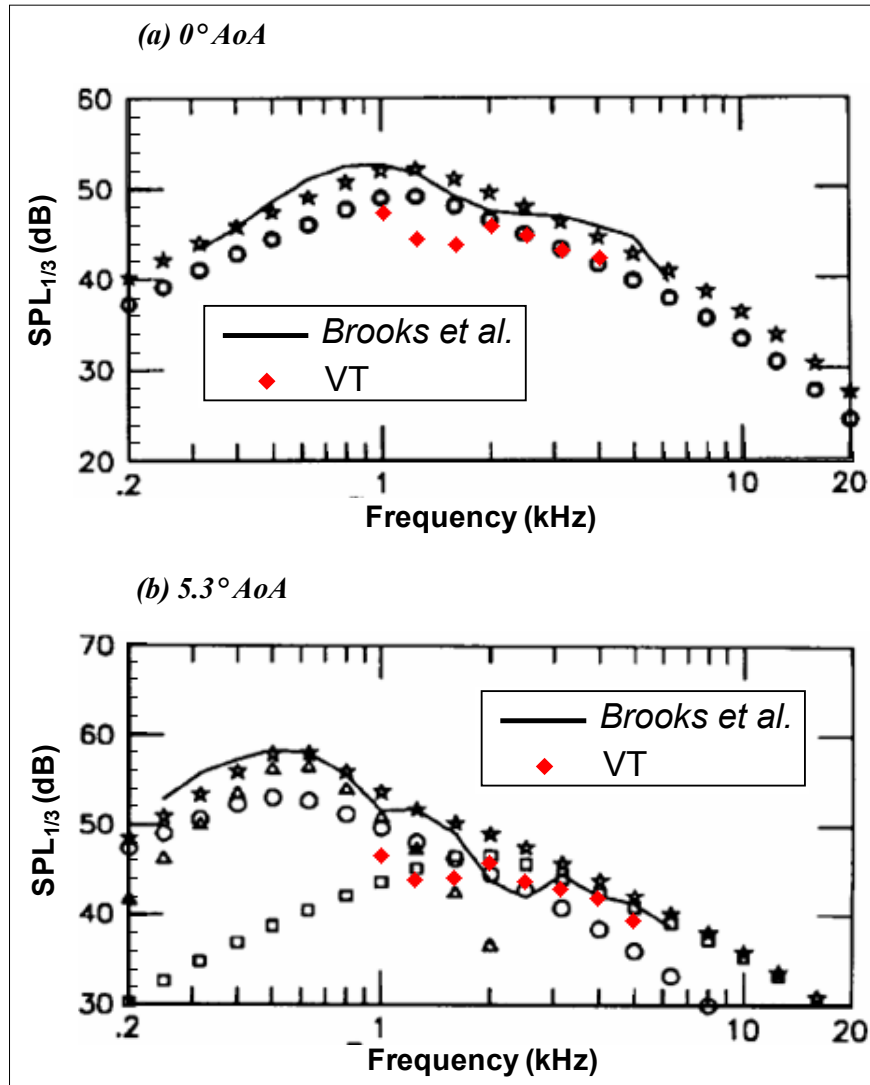 (a) 0° AoA
60
50
40
30
20
SPL1/3 (dB)
Brooks et al.
VT
.2 1 10 20
Frequency (kHz)
(b) 5.3° AoA
70
60
50
40
30
SPL1/3 (dB)
Brooks et al.
VT
.2 1 10 20
Frequency (kHz)